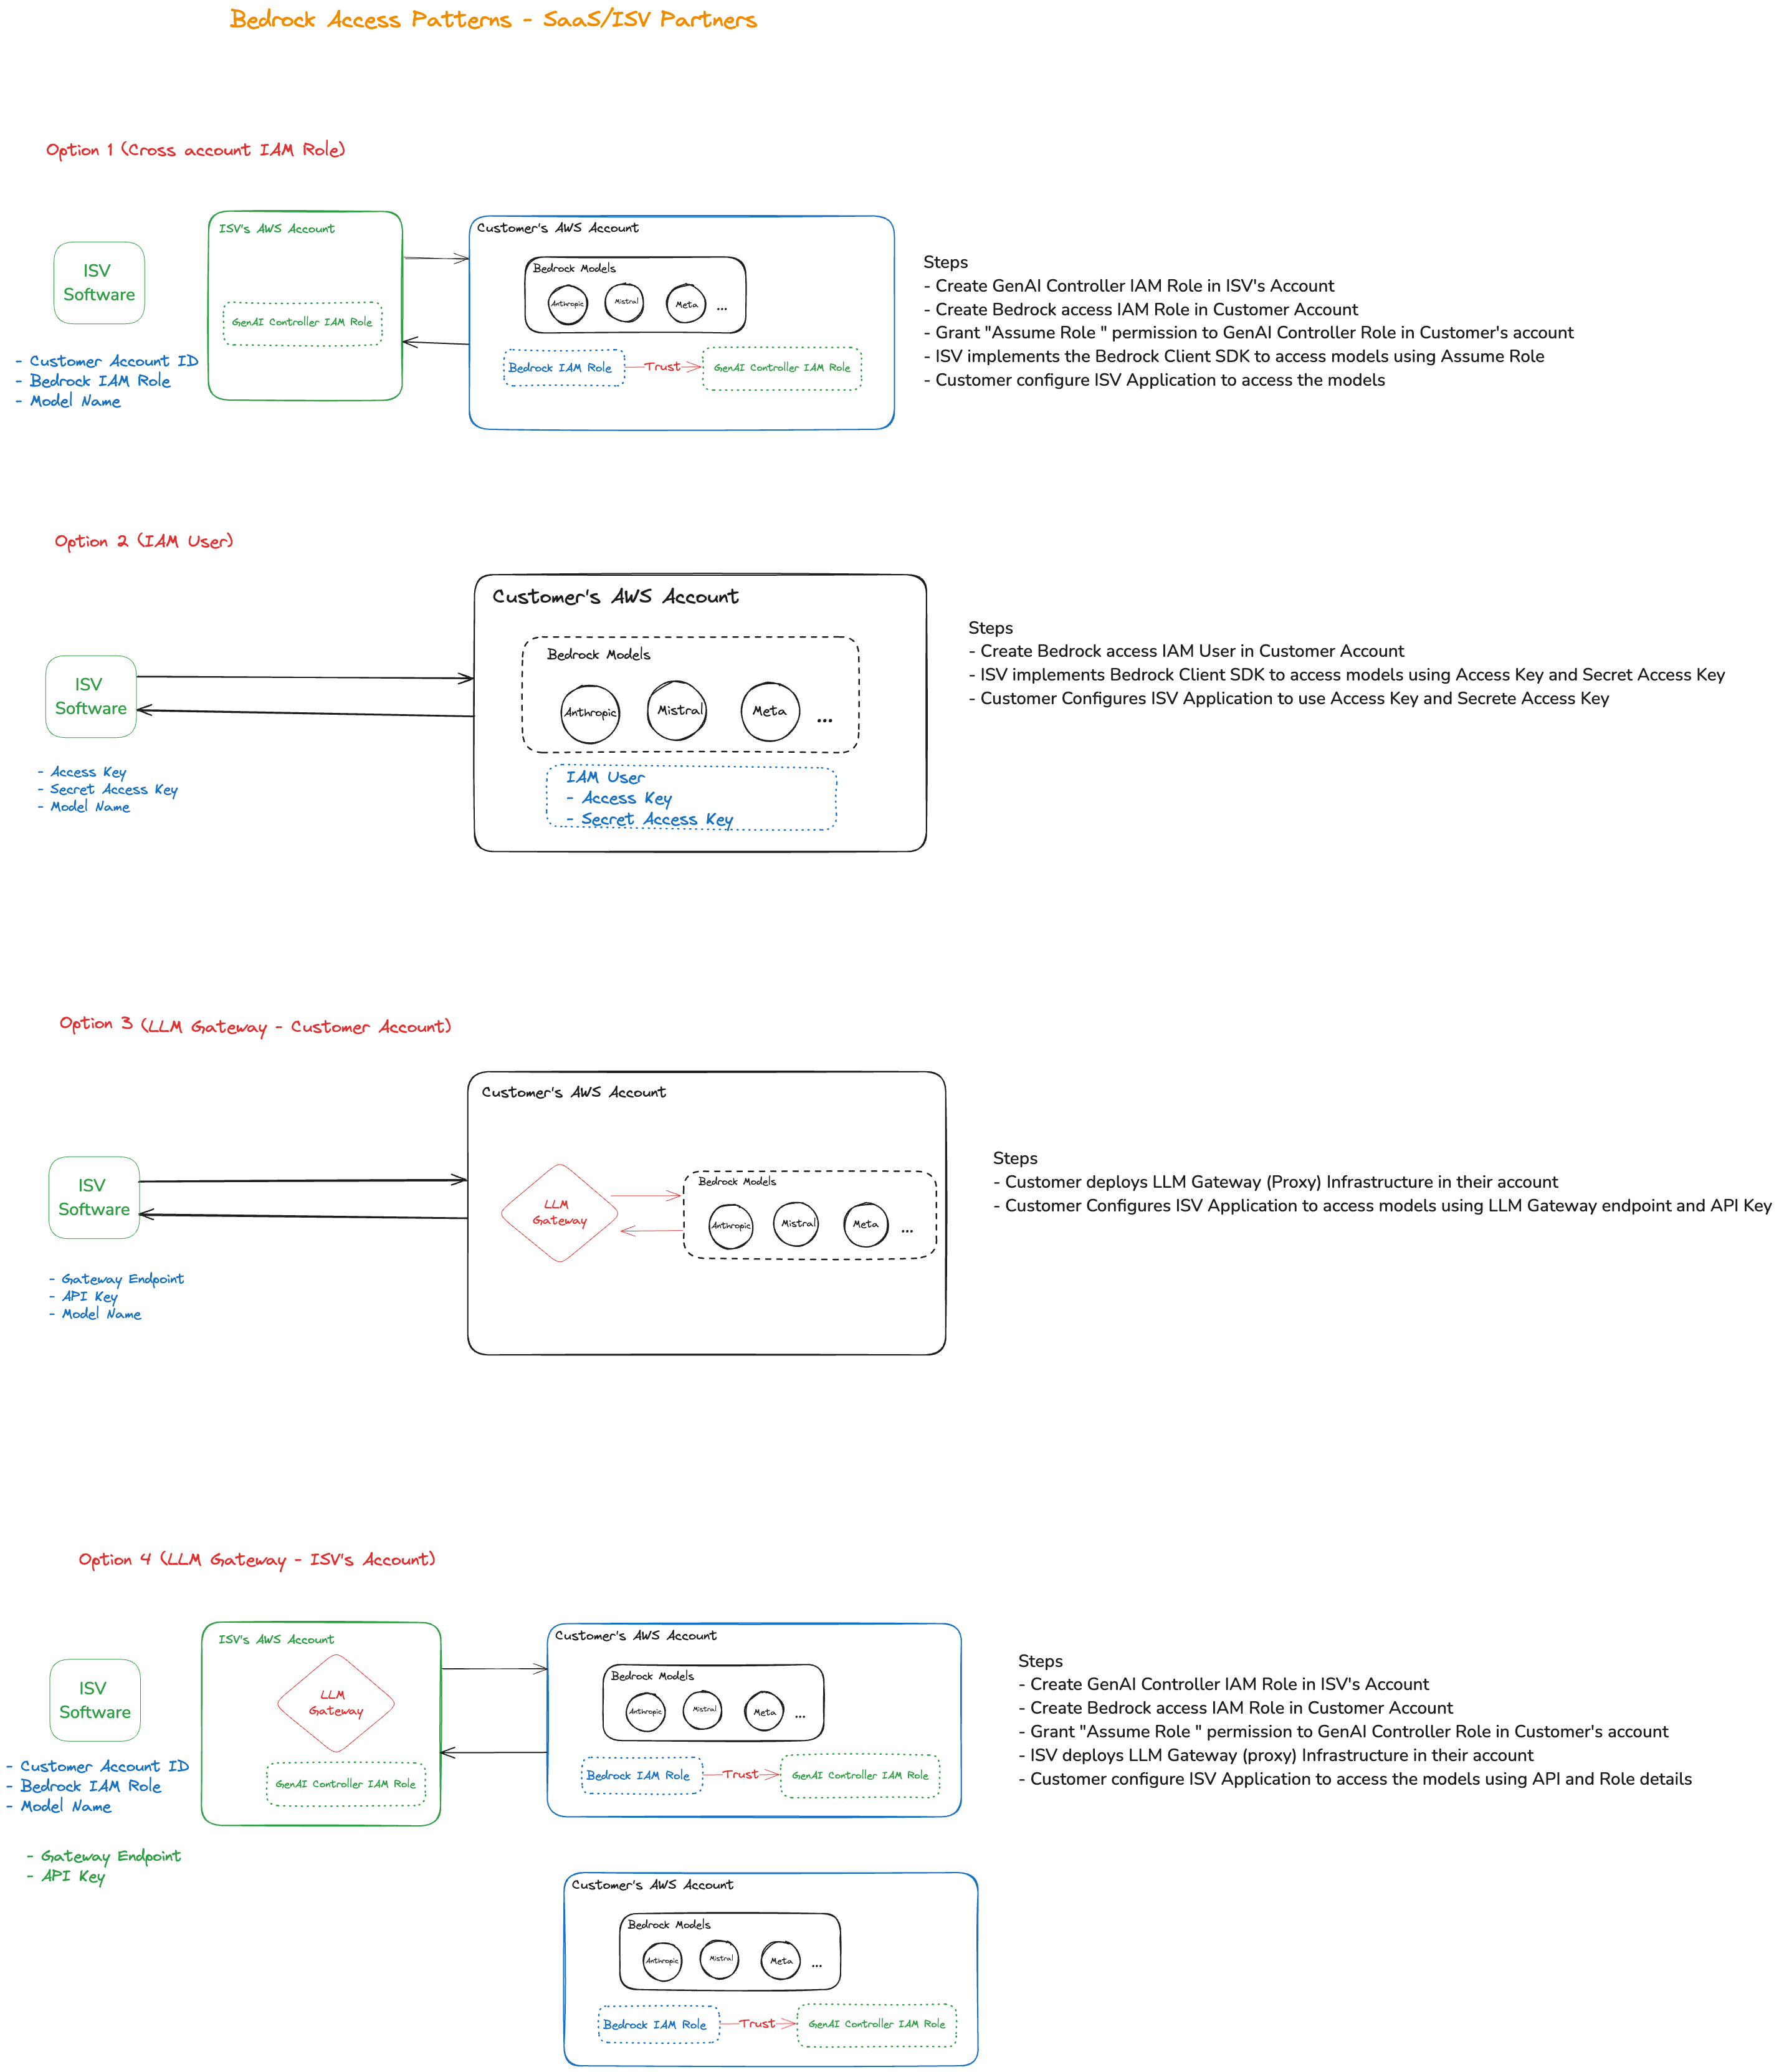 Bedrock Access Patterns - SaaS/ISV Partners
Option 1 (Cross account IAM Role)
ISV
Software
- Customer Account ID
- Bedrock IAM Role
- Model Name
ISV's AWS Account
GenAI Controller IAM Role
Customer's AWS Account
Bedrock Models
Anthropic
Mistral
Meta
...
Bedrock IAM Role
Trust
GenAI Controller IAM Role
Steps
- Create GenAI Controller IAM Role in ISV's Account
- Create Bedrock access IAM Role in Customer Account
- Grant "Assume Role " permission to GenAI Controller Role in Customer's account
- ISV implements the Bedrock Client SDK to access models using Assume Role
- Customer configure ISV Application to access the models
Option 2 (IAM User)
ISV
Software
- Access Key
- Secret Access Key
- Model Name
Customer's AWS Account
Bedrock Models
Anthropic
Mistral
Meta
...
IAM User
- Access Key
- Secret Access Key
Steps
- Create Bedrock access IAM User in Customer Account
- ISV implements Bedrock Client SDK to access models using Access Key and Secret Access Key
- Customer Configures ISV Application to use Access Key and Secrete Access Key
Option 3 (LLM Gateway - Customer Account)
ISV
Software
- Gateway Endpoint
- API Key
- Model Name
Customer's AWS Account
LLM
Gateway
Bedrock Models
Anthropic
Mistral
Meta
...
Steps
- Customer deploys LLM Gateway (Proxy) Infrastructure in their account
- Customer Configures ISV Application to access models using LLM Gateway endpoint and API Key
Option 4 (LLM Gateway - ISV's Account)
ISV
Software
- Customer Account ID
- Bedrock IAM Role
- Model Name
- Gateway Endpoint
- API Key
ISV's AWS Account
LLM
Gateway
GenAI Controller IAM Role
Customer's AWS Account
Bedrock Models
Anthropic
Mistral
Meta
...
Bedrock IAM Role
Trust
GenAI Controller IAM Role
Steps
- Create GenAI Controller IAM Role in ISV's Account
- Create Bedrock access IAM Role in Customer Account
- Grant "Assume Role " permission to GenAI Controller Role in Customer's account
- ISV deploys LLM Gateway (proxy) Infrastructure in their account
- Customer configure ISV Application to access the models using API and Role details
Customer's AWS Account
Bedrock Models
Anthropic
Mistral
Meta
...
Bedrock IAM Role
Trust
GenAI Controller IAM Role